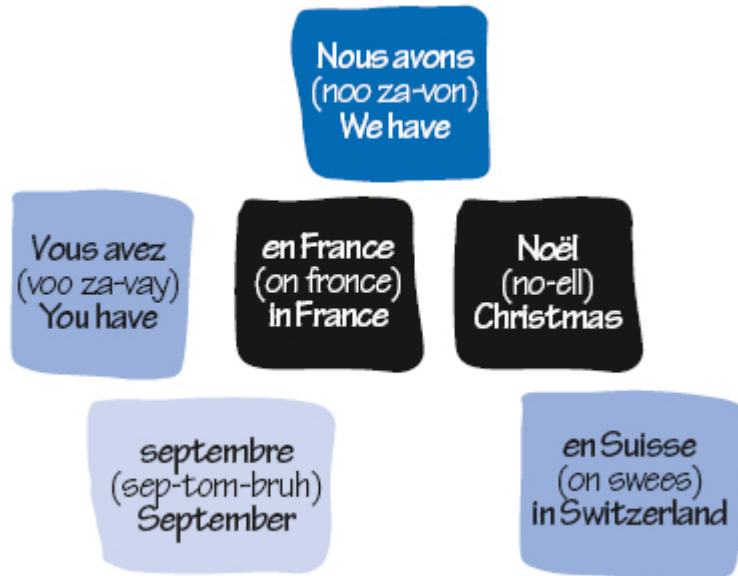 Nous avons
(noo za-von)
We have
Vous avez
(voo za-vay)
You have
en France
(on fronce)
in France
Noël
(no-ell)
Christmas
septembre
(sep-tom-bruh)
September
en Suisse
(on swees)
in Switzerland